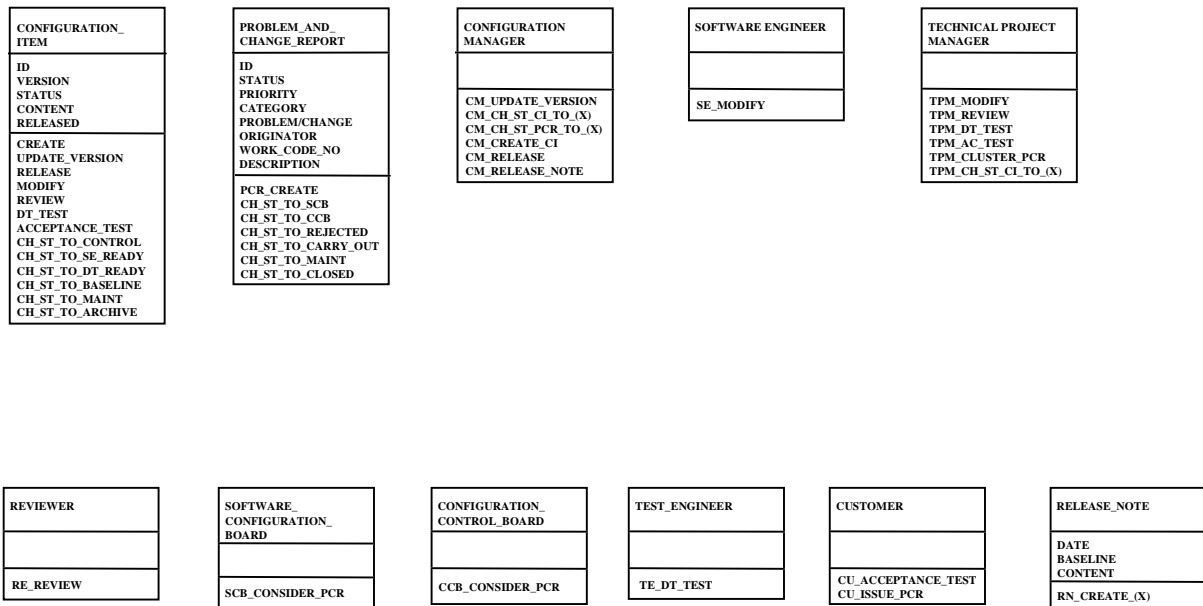 CONFIGURATION_
ITEM
ID
VERSION
STATUS
CONTENT
RELEASED
CREATE
UPDATE_VERSION
RELEASE
MODIFY
REVIEW
DT_TEST
ACCEPTANCE_TEST
CH_ST_TO_CONTROL
CH_ST_TO_SE_READY
CH_ST_TO_DT_READY
CH_ST_TO_BASELINE
CH_ST_TO_MAINT
CH_ST_TO_ARCHIVE
PROBLEM_AND_
CHANGE_REPORT
ID
STATUS
PRIORITY
CATEGORY
PROBLEM/CHANGE
ORIGINATOR
WORK_CODE_NO
DESCRIPTION
PCR_CREATE
CH_ST_TO_SCB
CH_ST_TO_CCB
CH_ST_TO_REJECTED
CH_ST_TO_CARRY_OUT
CH_ST_TO_MAINT
CH_ST_TO_CLOSED
CONFIGURATION
MANAGER
CM_UPDATE_VERSION
CM_CH_ST_CI_TO_(X)
CM_CH_ST_PCR_TO_(X)
CM_CREATE_CI
CM_RELEASE
CM_RELEASE_NOTE
SOFTWARE ENGINEER
SE_MODIFY
TECHNICAL PROJECT
MANAGER
TPM_MODIFY
TPM_REVIEW
TPM_DT_TEST
TPM_AC_TEST
TPM_CLUSTER_PCR
TPM_CH_ST_CI_TO_(X)
REVIEWER
RE_REVIEW
SOFTWARE_
CONFIGURATION_
BOARD
SCB_CONSIDER_PCR
CONFIGURATION_
CONTROL_BOARD
CCB_CONSIDER_PCR
TEST_ENGINEER
TE_DT_TEST
CUSTOMER
CU_ACCEPTANCE_TEST
CU_ISSUE_PCR
RELEASE_NOTE
DATE
BASELINE
CONTENT
RN_CREATE_(X)